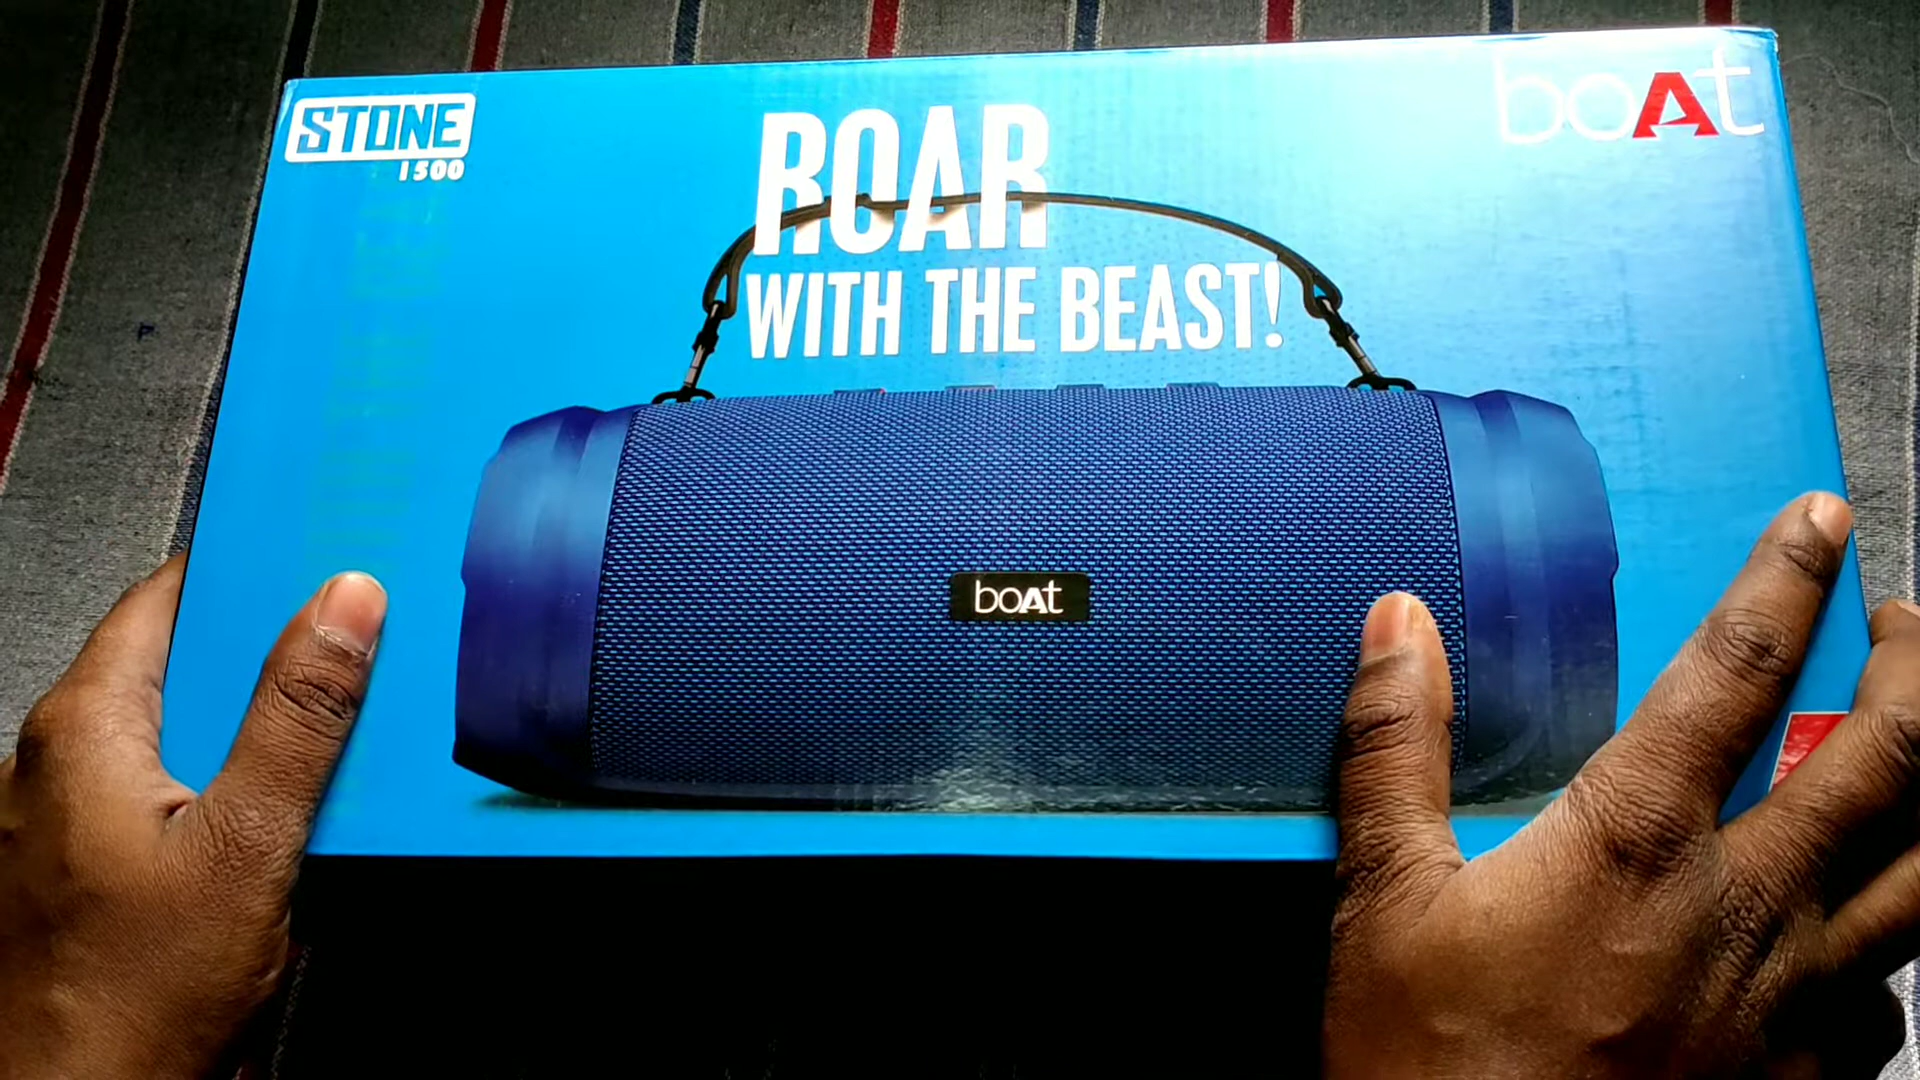 STONE
1500
boAt
ROAR
WITH THE BEAST!
boAt